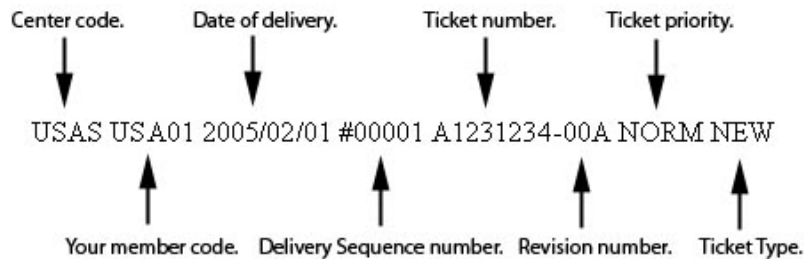 Center code. Date of delivery. Ticket number. Ticket priority.
USAS USA01 2005/02/01 #00001 A1231234-00A NORM NEW
Your member code. Delivery Sequence number. Revision number. Ticket Type.